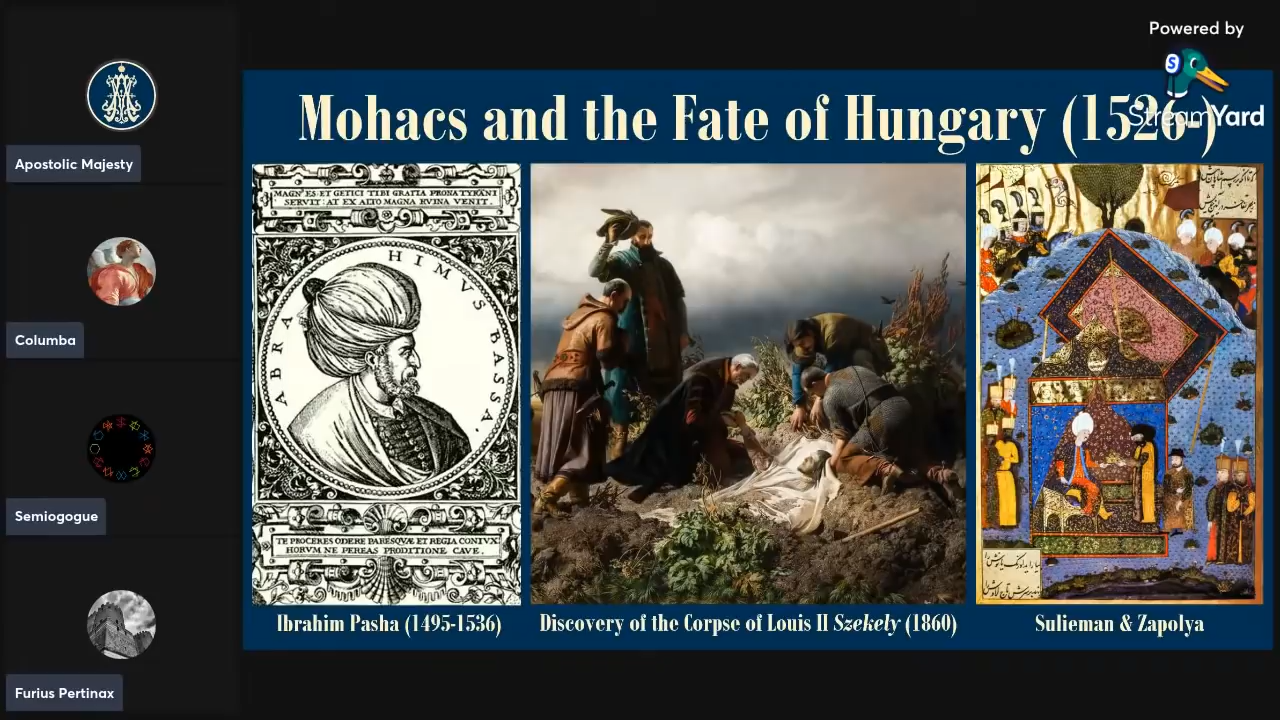 Powered by
StreamYard
Apostolic Majesty
Columba
Semiogogue
Furius Pertinax
Mohacs and the Fate of Hungary (1526-)
MAGN' ES·ET GETICI TIBI GRATIA PRONA TYRANI
SERVIT: AT EX ALTO MAGNA RVINA VENIT.
ABRA HIMVS BASSA.
TE PROCERES ODERE PARESQVÆ ET REGIA CONIVX:
HORVM NE PEREAS PRODITIONE CAVE.
Ibrahim Pasha (1495-1536)
Discovery of the Corpse of Louis II Szekely (1860)
Sulieman & Zapolya